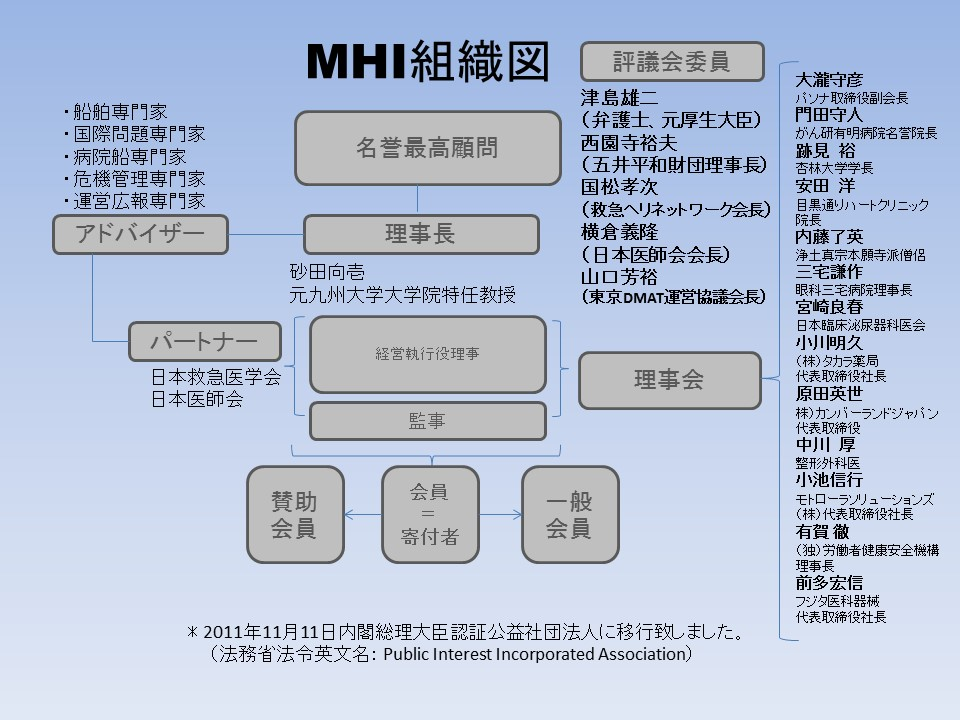 MHI組織図
・船舶専門家
・国際問題専門家
・病院船専門家
・危機管理専門家
・運営広報専門家
アドバイザー
名誉最高顧問
理事長
砂田向壱
元九州大学大学院特任教授
パートナー
日本救急医学会
日本医師会
経営執行役理事
監事
賛助
会員
会員
＝
寄付者
一般
会員
評議会委員
津島雄二
（弁護士、元厚生大臣）
西園寺裕夫
（五井平和財団理事長）
国松孝次
（救急ヘリネットワーク会長）
横倉義隆
（日本医師会会長）
山口芳裕
（東京DMAT運営協議会長）
理事会
大瀧守彦
パソナ取締役副会長
門田守人
がん研有明病院名誉院長
跡見 裕
杏林大学学長
安田 洋
目黒通りハートクリニック
院長
内藤了英
浄土真宗本願寺派僧侶
三宅謙作
眼科三宅病院理事長
宮崎良春
日本臨床泌尿器科医会
小川明久
（株）タカラ薬局
代表取締役社長
原田英世
株）カンバーランドジャパン
代表取締役
中川 厚
整形外科医
小池信行
モトローラソリューションズ
（株）代表取締役社長
有賀 徹
（独）労働者健康安全機構
理事長
前多宏信
フジタ医科器械
代表取締役社長
＊2011年11月11日内閣総理大臣認証公益社団法人に移行致しました。
（法務省法令英文名： Public Interest Incorporated Association）